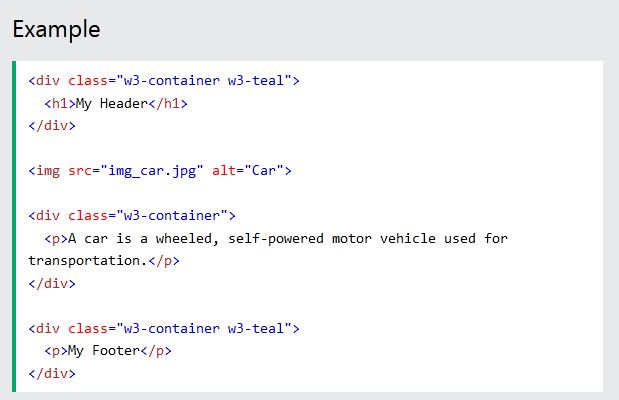 Example
<div class="w3-container w3-teal">
  <h1>My Header</h1>
</div>
<img src="img_car.jpg" alt="Car">
<div class="w3-container">
  <p>A car is a wheeled, self-powered motor vehicle used for
transportation.</p>
</div>
<div class="w3-container w3-teal">
  <p>My Footer</p>
</div>